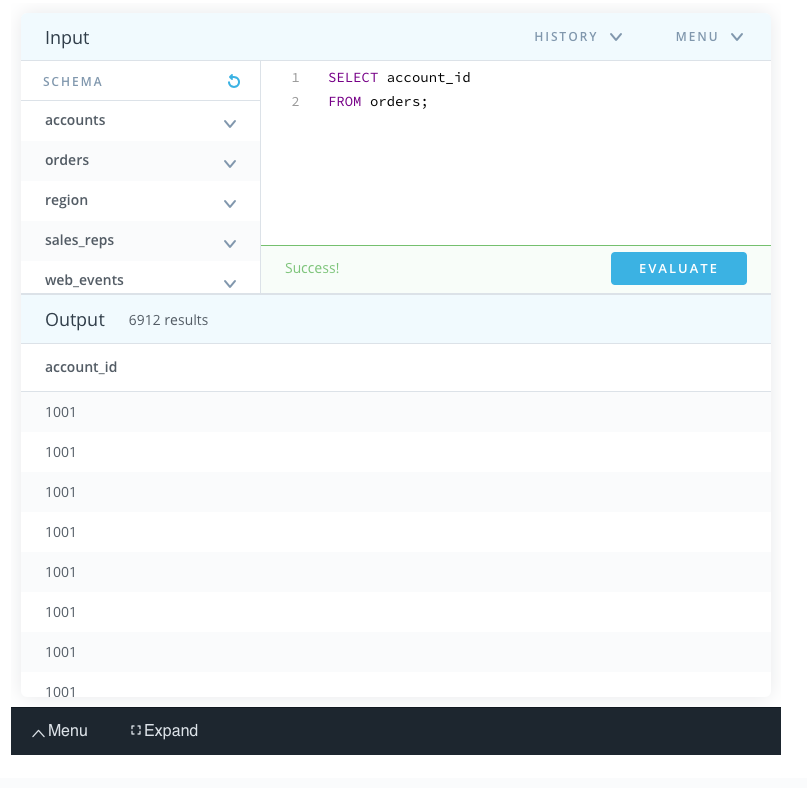 Input
HISTORY
MENU
SCHEMA
accounts
orders
region
sales_reps
web_events
1 SELECT account_id
2 FROM orders;
Success!
EVALUATE
Output 6912 results
account_id
1001
1001
1001
1001
1001
1001
1001
1001
Menu
Expand